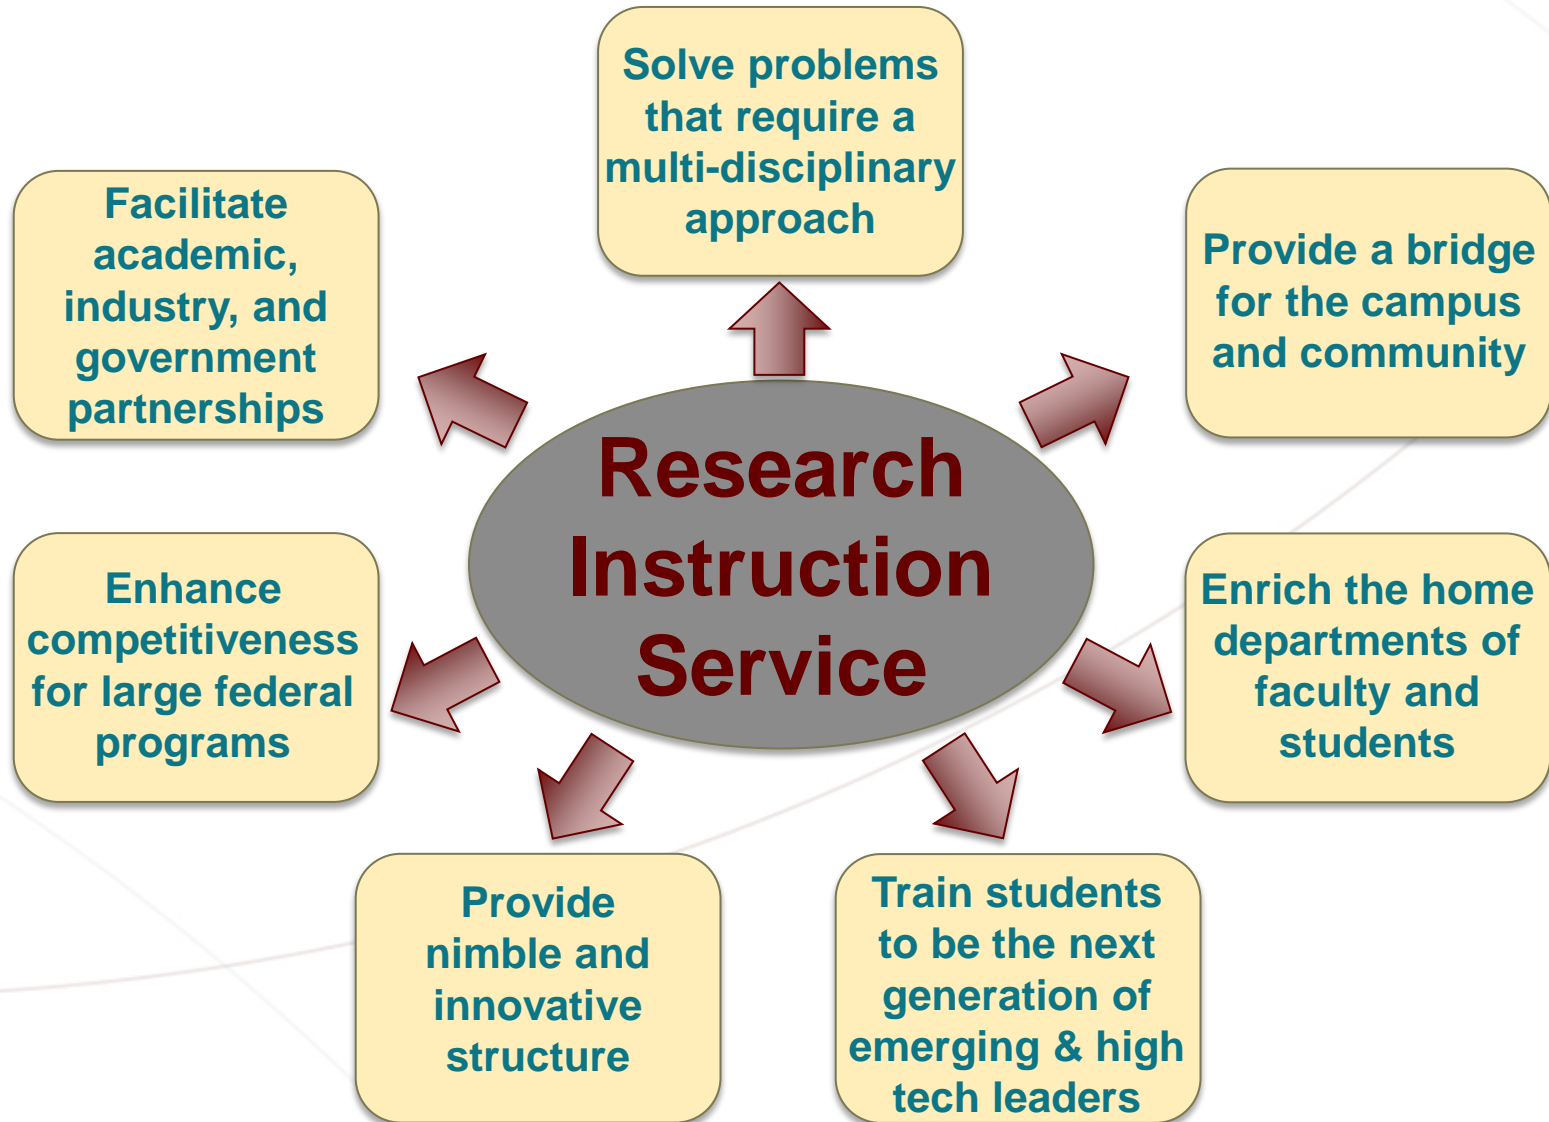 Solve problems
that require a
multi-disciplinary
approach
Facilitate
academic,
industry, and
government
partnerships
Provide a bridge
for the campus
and community
Research
Instruction
Service
Enhance
competitiveness
for large federal
programs
Enrich the home
departments of
faculty and
students
Provide
nimble and
innovative
structure
Train students
to be the next
generation of
emerging & high
tech leaders